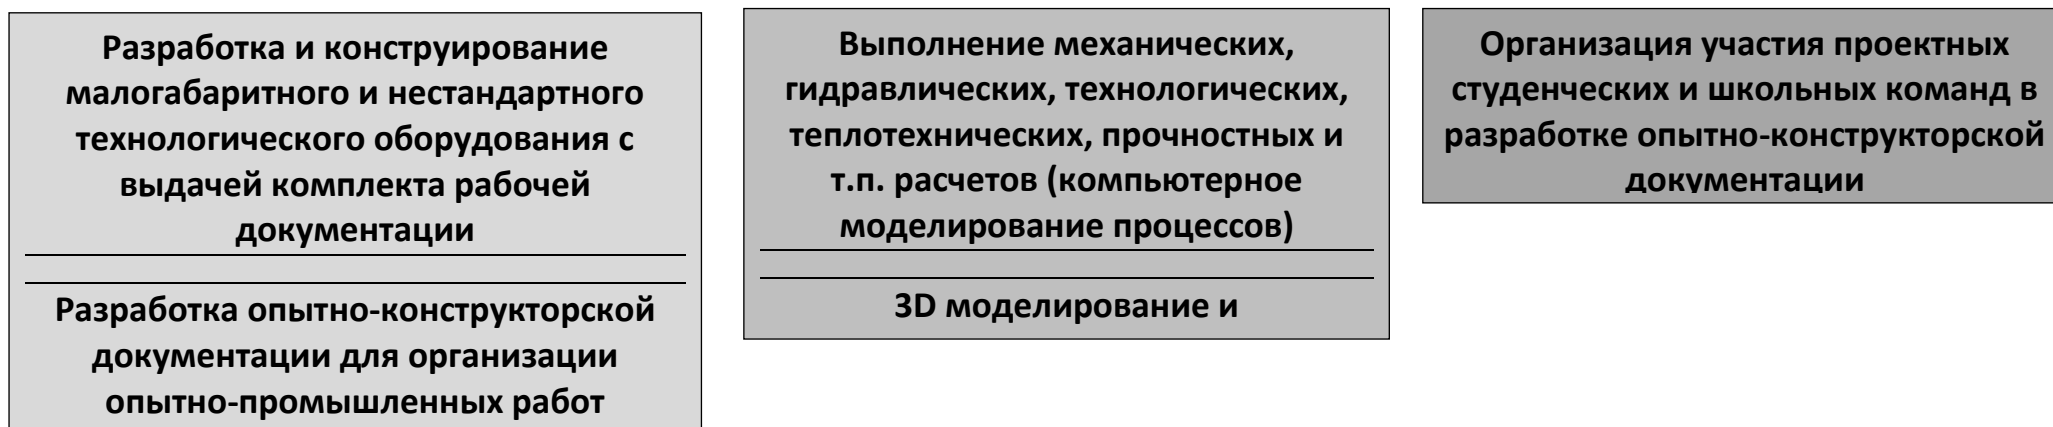 Разработка и конструирование
малогабаритного и нестандартного
технологического оборудования с
выдачей комплекта рабочей
документации
Разработка опытно-конструкторской
документации для организации
опытно-промышленных работ
Выполнение механических,
гидравлических, технологических,
теплотехнических, прочностных и
т.п. расчетов (компьютерное
моделирование процессов)
3D моделирование и
Организация участия проектных
студенческих и школьных команд в
разработке опытно-конструкторской
документации